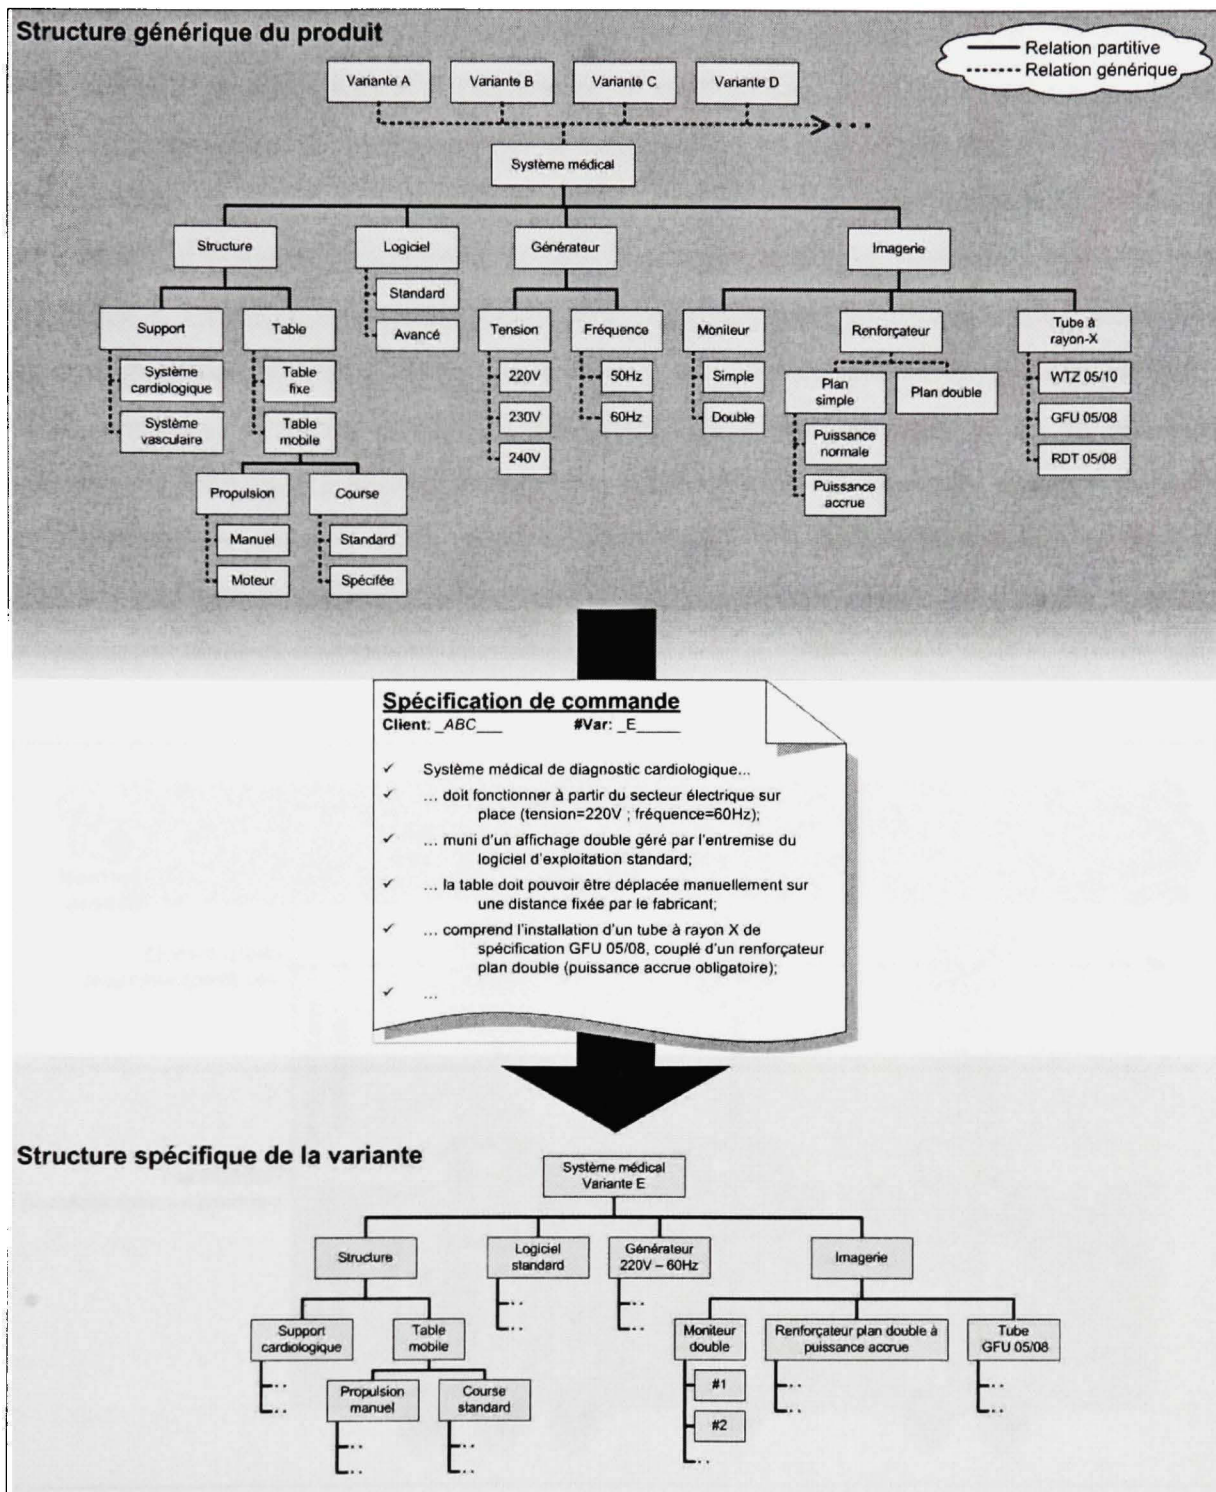 Structure générique du produit
Relation partitive
Relation générique
Variante A
Variante B
Variante C
Variante D
Système médical
Structure
Logiciel
Générateur
Imagerie
Standard
Avancé
Support
Table
Tension
Fréquence
Moniteur
Renforçateur
Tube à
rayon-X
Système
cardiologique
Table
fixe
220V
50Hz
Simple
Plan
simple
Plan double
WTZ 05/10
Système
vasculaire
Table
mobile
230V
60Hz
Double
GFU 05/08
Puissance
normale
240V
RDT 05/08
Puissance
accrue
Propulsion
Course
Manuel
Standard
Moteur
Spécifée
Spécification de commande
Client: _ABC___ #Var: _E_____
✓ Système médical de diagnostic cardiologique...
✓ ... doit fonctionner à partir du secteur électrique sur
place (tension=220V ; fréquence=60Hz);
✓ ... muni d'un affichage double géré par l'entremise du
logiciel d'exploitation standard;
✓ ... la table doit pouvoir être déplacée manuellement sur
une distance fixée par le fabricant;
✓ ... comprend l'installation d'un tube à rayon X de
spécification GFU 05/08, couplé d'un renforçateur
plan double (puissance accrue obligatoire);
✓ ...
Structure spécifique de la variante
Système médical
Variante E
Structure
Logiciel
standard
Générateur
220V – 60Hz
Imagerie
Support
cardiologique
Table
mobile
Moniteur
double
Renforçateur plan double à
puissance accrue
Tube
GFU 05/08
Propulsion
manuel
Course
standard
#1
#2